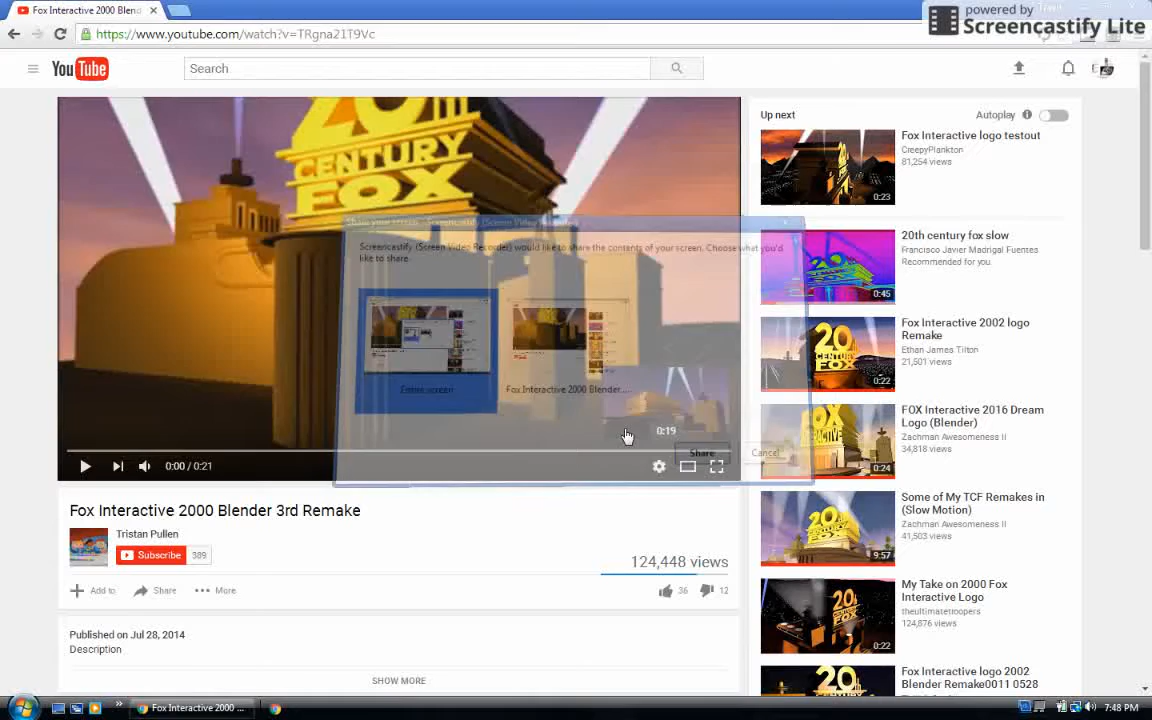 Fox Interactive 2000 Blend
powered by
Screencastify Lite
https://www.youtube.com/watch?v=TRgna21T9Vc
YouTube
Search
20th
CENTURY
FOX
Screencastify (Screen Video Recorder) would like to share the contents of your screen. Choose what you'd
like to share.
Entire screen
Fox Interactive 2000 Blender....
0:19
Share
Cancel
0:00 / 0:21
Fox Interactive 2000 Blender 3rd Remake
Tristan Pullen
Subscribe
389
124,448 views
Add to
Share
More
36
12
Published on Jul 28, 2014
Description
SHOW MORE
Up next
Autoplay
Fox Interactive logo testout
CreepyPlankton
81,254 views
0:23
20th century fox slow
Francisco Javier Madrigal Fuentes
Recommended for you
0:45
Fox Interactive 2002 logo
Remake
Ethan James Tilton
21,501 views
0:22
FOX Interactive 2016 Dream
Logo (Blender)
Zachman Awesomeness II
34,818 views
0:24
Some of My TCF Remakes in
(Slow Motion)
Zachman Awesomeness II
41,503 views
9:57
My Take on 2000 Fox
Interactive Logo
theultimatetroopers
124,876 views
0:22
Fox Interactive logo 2002
Blender Remake0011 0528
Fox Interactive 2000 ...
7:48 PM